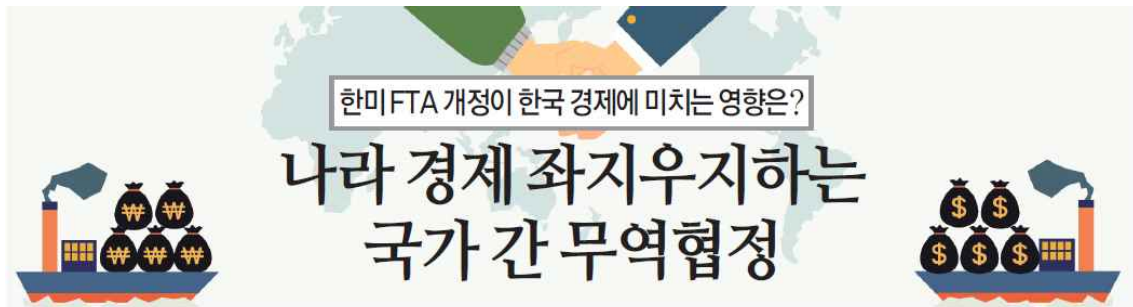 한미 FTA 개정이 한국 경제에 미치는 영향은?
나라 경제 좌지우지하는
국가 간 무역협정
₩ ₩ $ $
₩ ₩ ₩ $ $ $